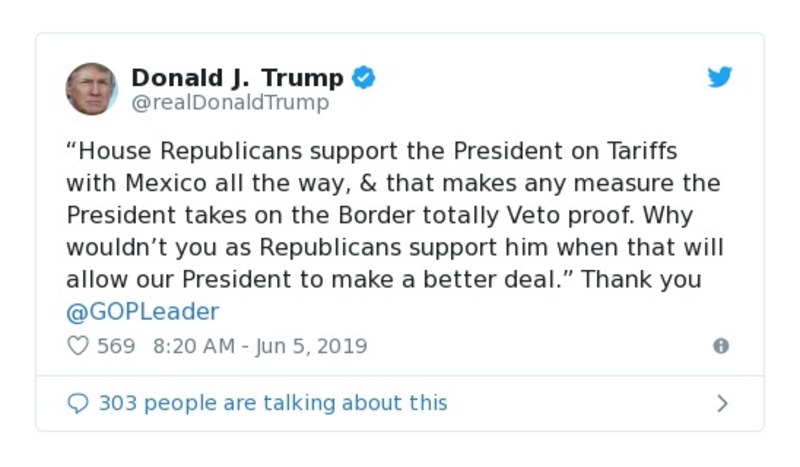 Donald J. Trump
@realDonaldTrump
“House Republicans support the President on Tariffs
with Mexico all the way, & that makes any measure the
President takes on the Border totally Veto proof. Why
wouldn’t you as Republicans support him when that will
allow our President to make a better deal.” Thank you
@GOPLeader
569 8:20 AM - Jun 5, 2019
303 people are talking about this